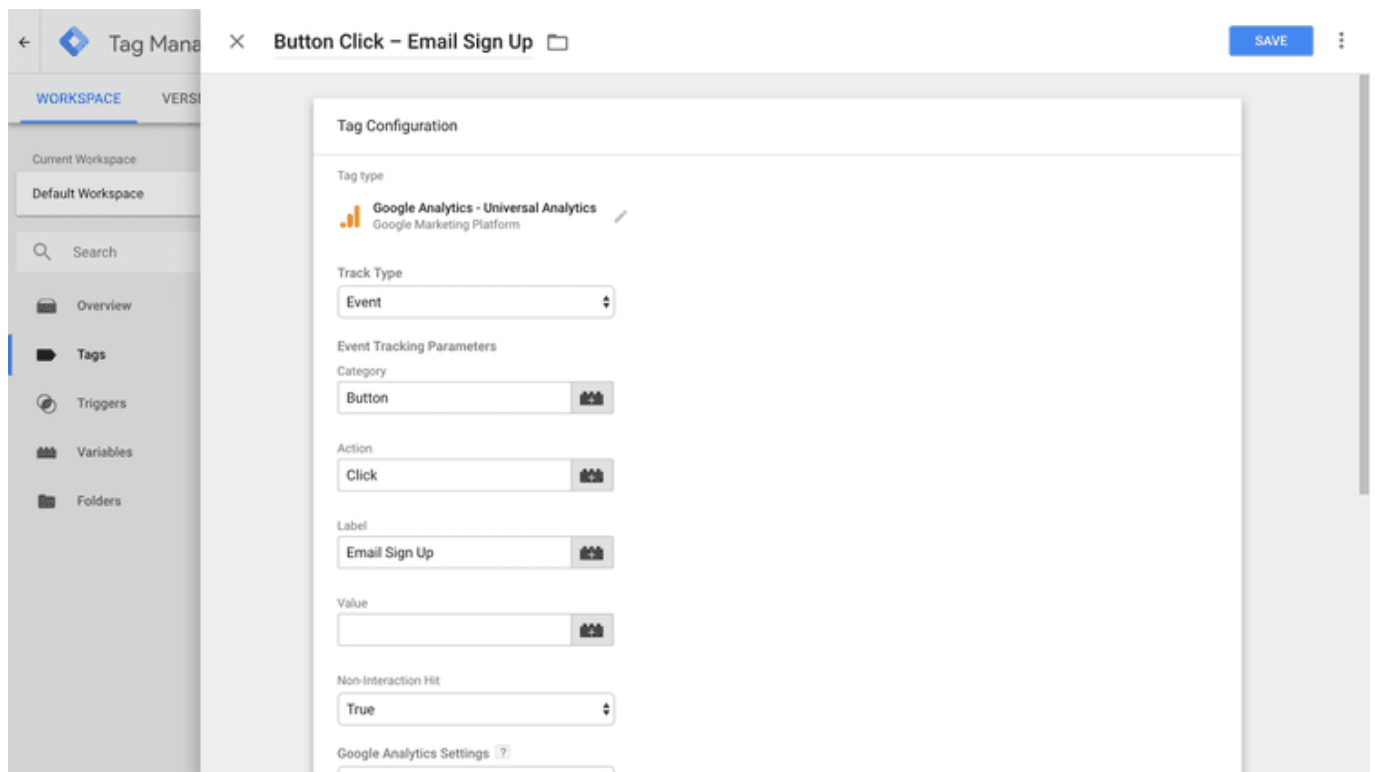 Tag Mana
Button Click – Email Sign Up
SAVE
WORKSPACE
VERSI
Current Workspace
Default Workspace
Search
Overview
Tags
Triggers
Variables
Folders
Tag Configuration
Tag type
Google Analytics - Universal Analytics
Google Marketing Platform
Track Type
Event
Event Tracking Parameters
Category
Button
Action
Click
Label
Email Sign Up
Value
Non-Interaction Hit
True
Google Analytics Settings ?